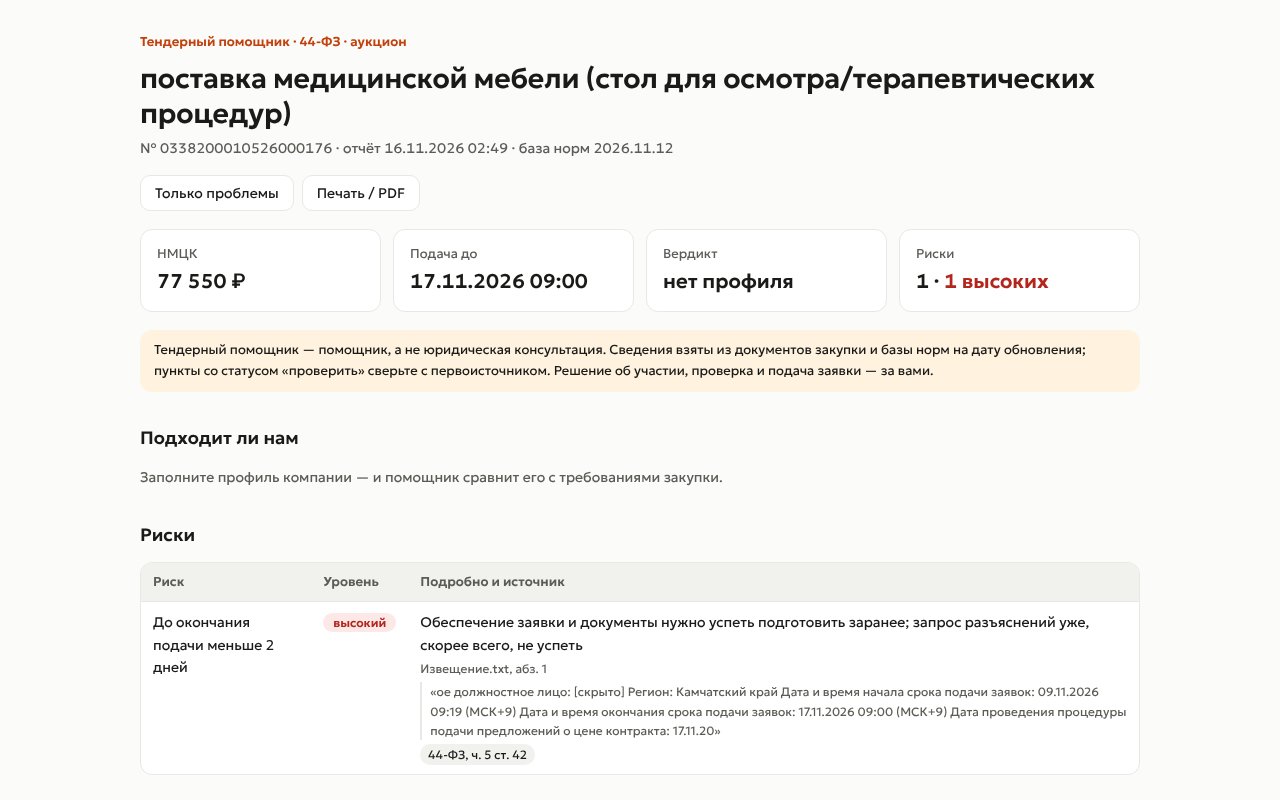 Тендерный помощник · 44-ФЗ · аукцион
поставка медицинской мебели (стол для осмотра/терапевтических
процедур)
№ 0338200010526000176 · отчёт 16.11.2026 02:49 · база норм 2026.11.12
Только проблемы
Печать / PDF
НМЦК
77 550 ₽
Подача до
17.11.2026 09:00
Вердикт
нет профиля
Риски
1 · 1 высоких
Тендерный помощник — помощник, а не юридическая консультация. Сведения взяты из документов закупки и базы норм на дату обновления;
пункты со статусом «проверить» сверьте с первоисточником. Решение об участии, проверка и подача заявки — за вами.
Подходит ли нам
Заполните профиль компании — и помощник сравнит его с требованиями закупки.
Риски
Риск
Уровень
Подробно и источник
До окончания
подачи меньше 2
дней
высокий
Обеспечение заявки и документы нужно успеть подготовить заранее; запрос разъяснений уже,
скорее всего, не успеть
Извещение.txt, абз. 1
«ое должностное лицо: [скрыто] Регион: Камчатский край Дата и время начала срока подачи заявок: 09.11.2026
09:19 (МСК+9) Дата и время окончания срока подачи заявок: 17.11.2026 09:00 (МСК+9) Дата проведения процедуры
подачи предложений о цене контракта: 17.11.20»
44-ФЗ, ч. 5 ст. 42